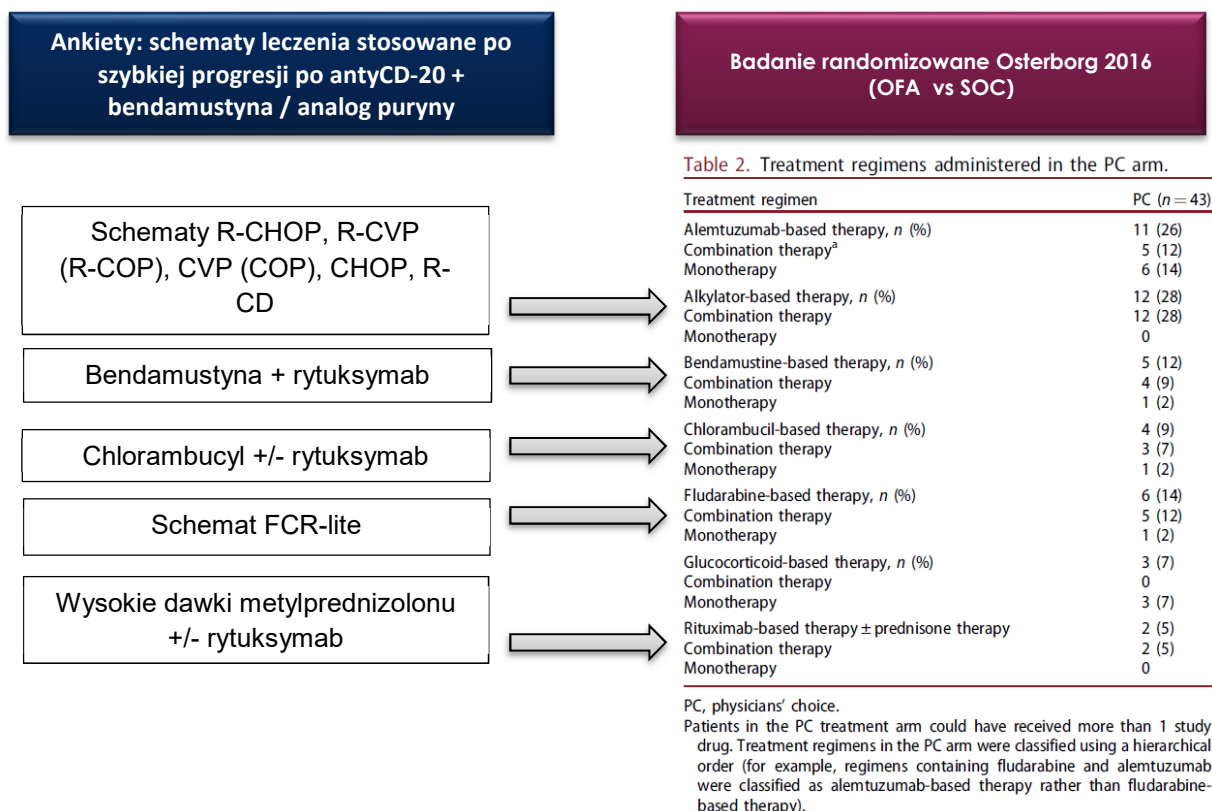 Ankiety: schematy leczenia stosowane po
szybkiej progresji po antyCD-20 +
bendamustyna / analog puryny
Badanie randomizowane Osterborg 2016
(OFA vs SOC)
Schematy R-CHOP, R-CVP
(R-COP), CVP (COP), CHOP, R-
CD
Bendamustyna + rytuksymab
Chlorambucyl +/- rytuksymab
Schemat FCR-lite
Wysokie dawki metylprednizolonu
+/- rytuksymab
Table 2. Treatment regimens administered in the PC arm.
Treatment regimen PC (n = 43)
Alemtuzumab-based therapy, n (%) 11 (26)
Combination therapyᵃ 5 (12)
Monotherapy 6 (14)
Alkylator-based therapy, n (%) 12 (28)
Combination therapy 12 (28)
Monotherapy 0
Bendamustine-based therapy, n (%) 5 (12)
Combination therapy 4 (9)
Monotherapy 1 (2)
Chlorambucil-based therapy, n (%) 4 (9)
Combination therapy 3 (7)
Monotherapy 1 (2)
Fludarabine-based therapy, n (%) 6 (14)
Combination therapy 5 (12)
Monotherapy 1 (2)
Glucocorticoid-based therapy, n (%) 3 (7)
Combination therapy 0
Monotherapy 3 (7)
Rituximab-based therapy ± prednisone therapy 2 (5)
Combination therapy 2 (5)
Monotherapy 0
PC, physicians' choice.
Patients in the PC treatment arm could have received more than 1 study
drug. Treatment regimens in the PC arm were classified using a hierarchical
order (for example, regimens containing fludarabine and alemtuzumab
were classified as alemtuzumab-based therapy rather than fludarabine-
based therapy).